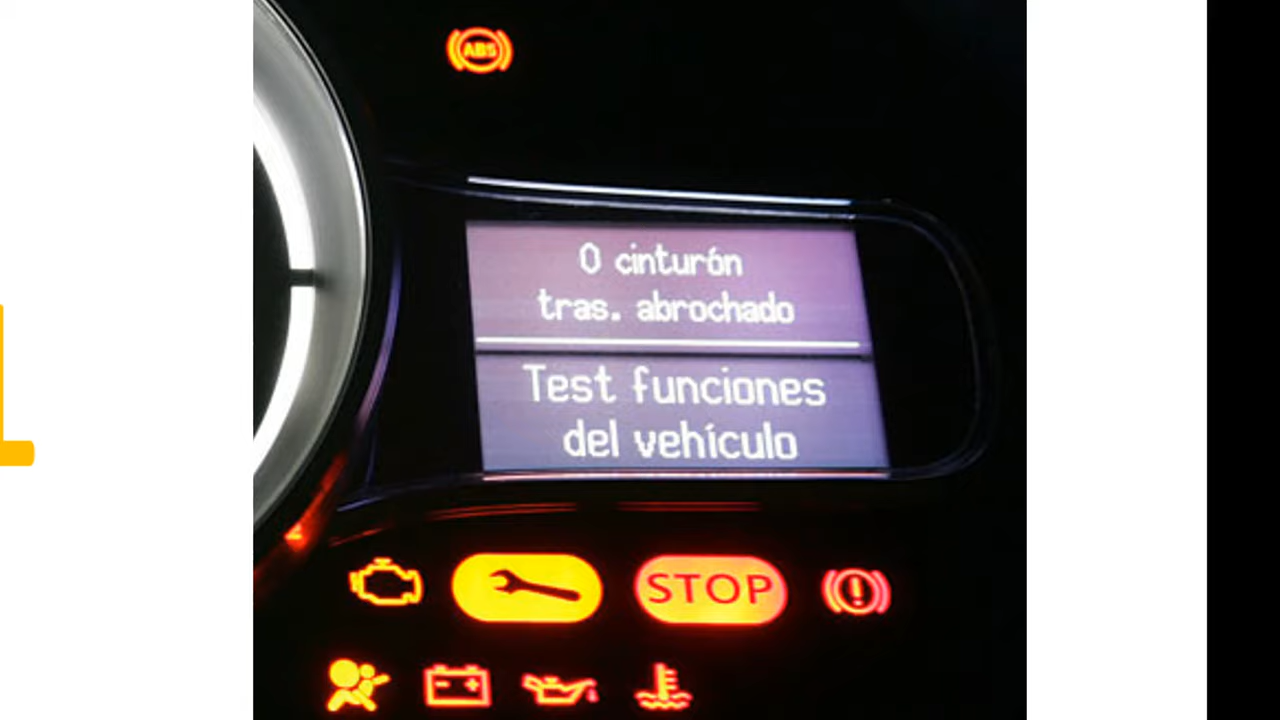 ABS
0 cinturón
tras. abrochado
Test funciones
del vehículo
STOP